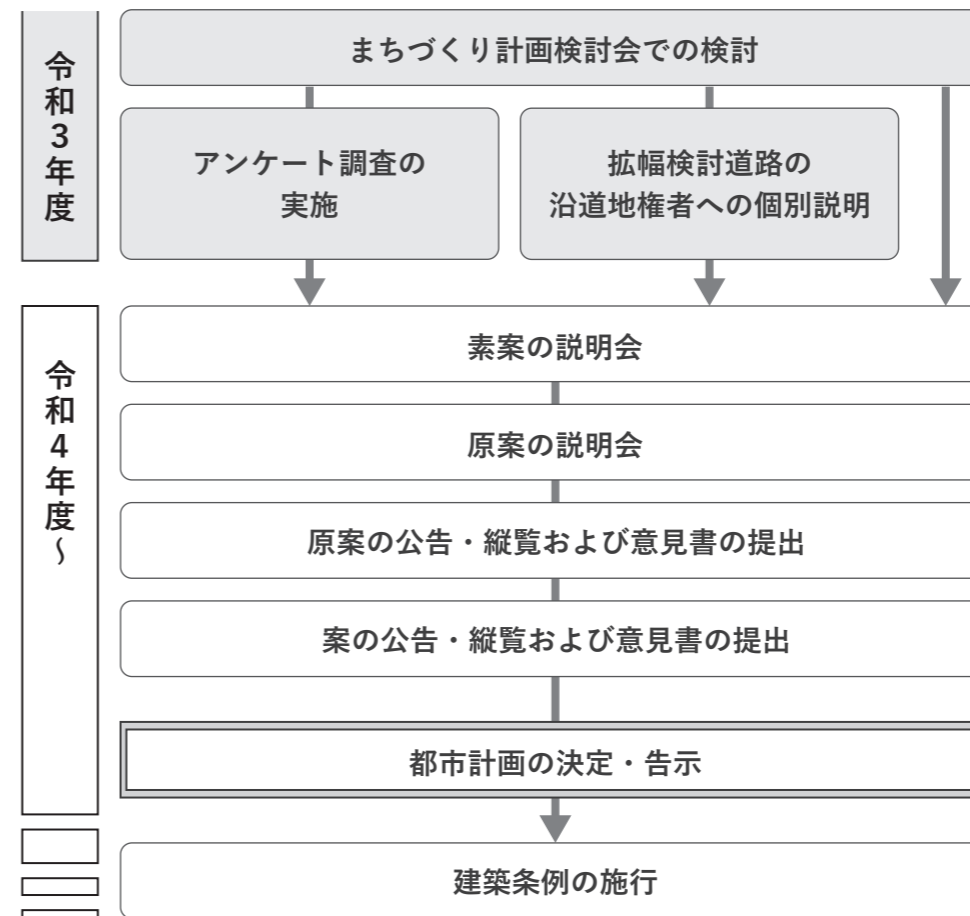 令和3年度
まちづくり計画検討会での検討
アンケート調査の
実施
拡幅検討道路の
沿道地権者への個別説明
令和4年度~
素案の説明会
原案の説明会
原案の公告・縦覧および意見書の提出
案の公告・縦覧および意見書の提出
都市計画の決定・告示
建築条例の施行